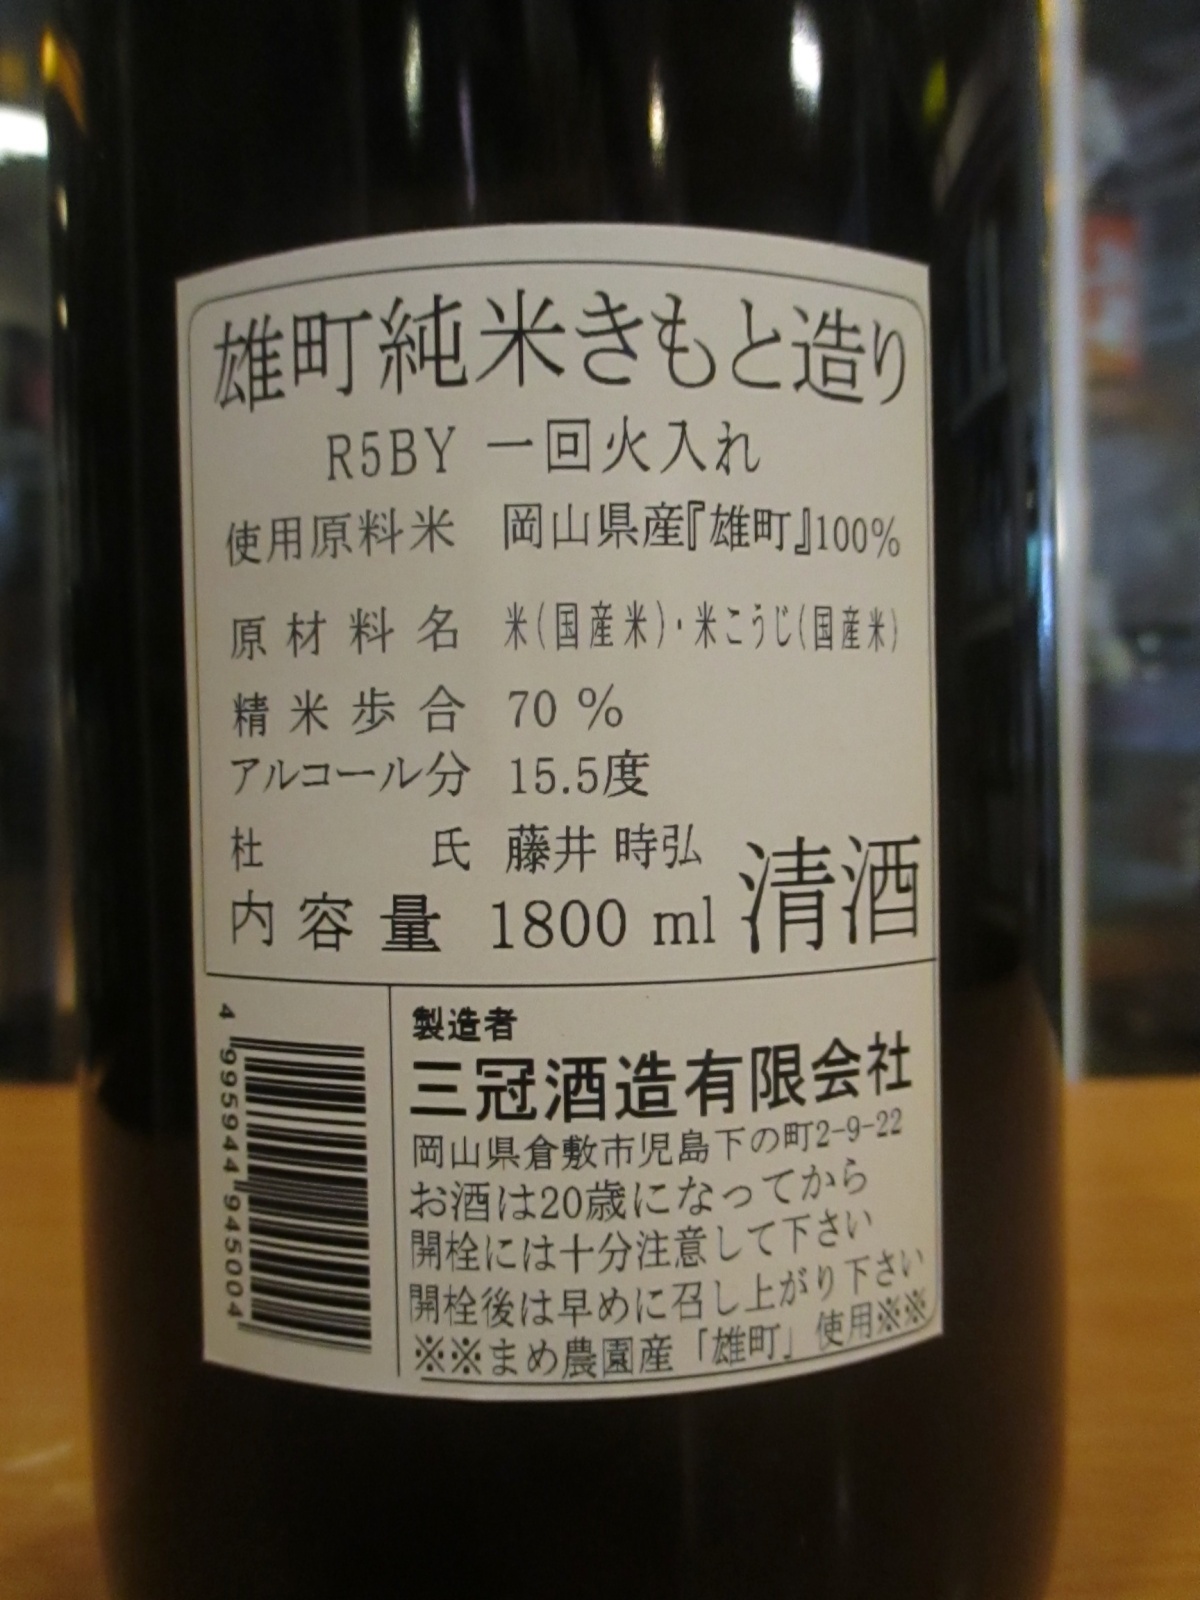 雄町純米きもと造り
R5BY 一回火入れ
使用原料米 岡山県産『雄町』100%
原材料名 米(国産米)・米こうじ(国産米)
精米歩合 70 %
アルコール分 15.5度
杜氏 藤井 時弘
内容量 1800 ml 清酒
製造者
三冠酒造有限会社
岡山県倉敷市児島下の町2-9-22
お酒は20歳になってから
開栓には十分注意して下さい
開栓後は早めに召し上がり下さい
※※まめ農園産「雄町」使用※※
4 995944 945004